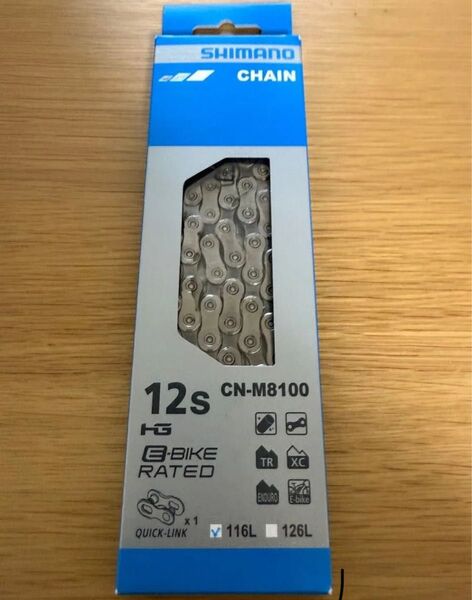 SHIMANO
CHAIN
12s
CN-M8100
HG
E-BIKE
RATED
TR
XC
ENDURO
E-bike
x 1
QUICK-LINK
116L
126L